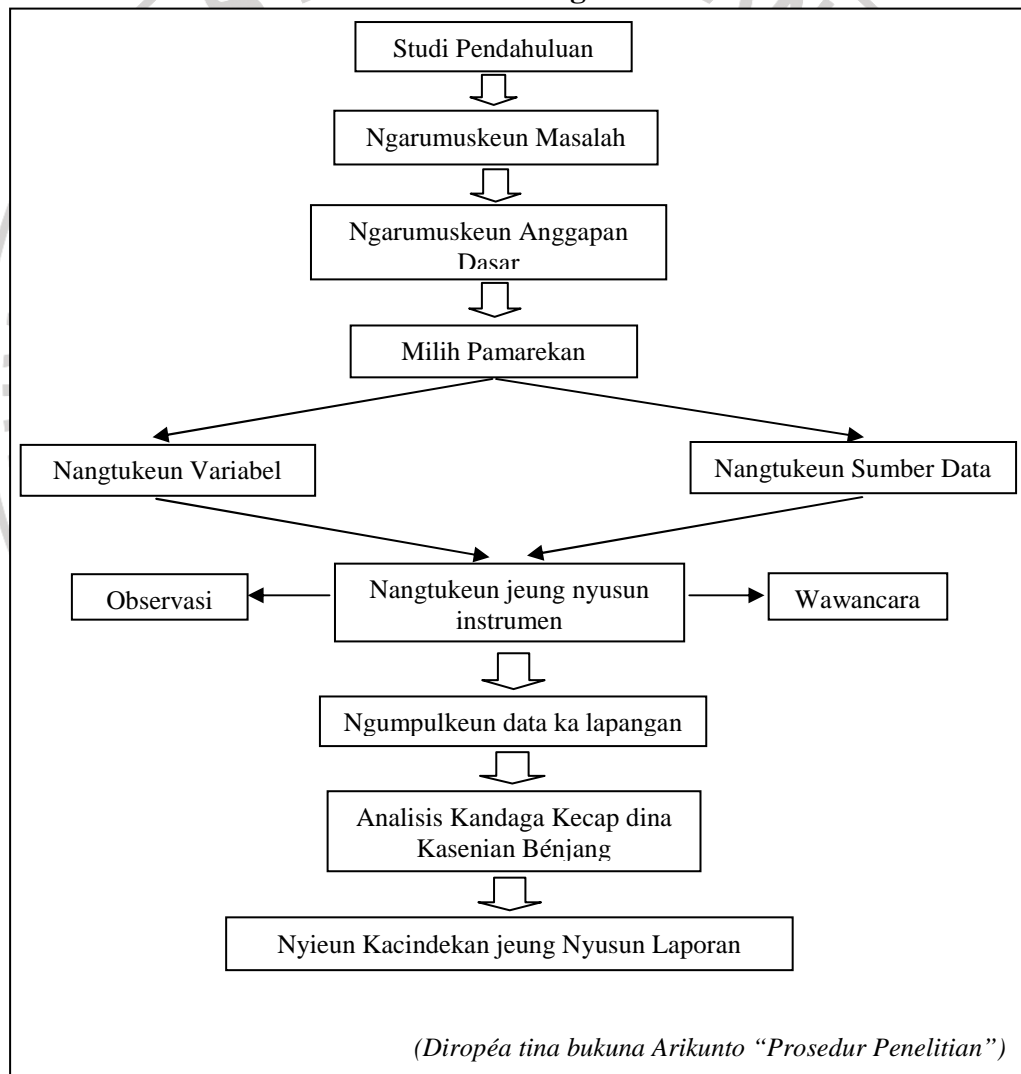 Studi Pendahuluan
Ngarumuskeun Masalah
Ngarumuskeun Anggapan
Dasar
Milih Pamarekan
Nangtukeun Variabel
Nangtukeun Sumber Data
Observasi
Nangtukeun jeung nyusun
instrumen
Wawancara
Ngumpulkeun data ka lapangan
Analisis Kandaga Kecap dina
Kasenian Bénjang
Nyieun Kacindekan jeung Nyusun Laporan
(Diropéa tina bukuna Arikunto “Prosedur Penelitian”)